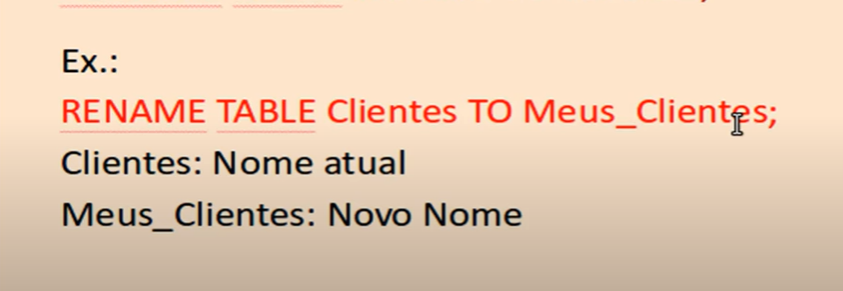 Ex.:
RENAME TABLE Clientes TO Meus_Clientes;
Clientes: Nome atual
Meus_Clientes: Novo Nome